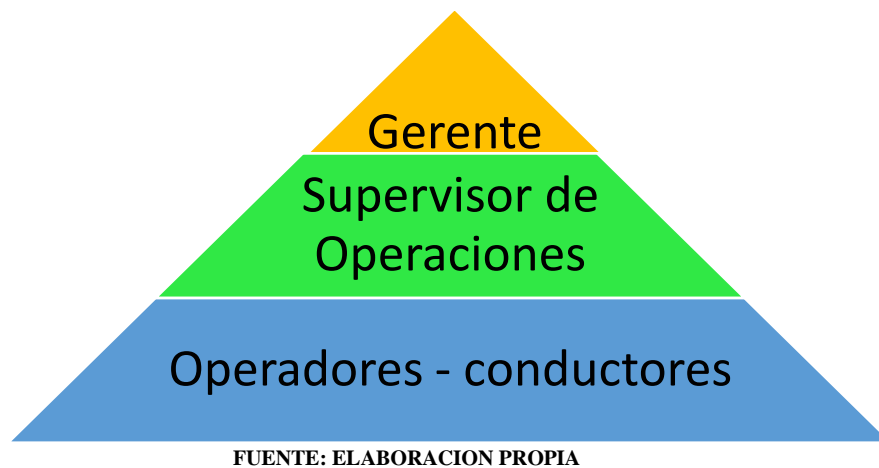 Gerente
Supervisor de
Operaciones
Operadores - conductores
FUENTE: ELABORACION PROPIA